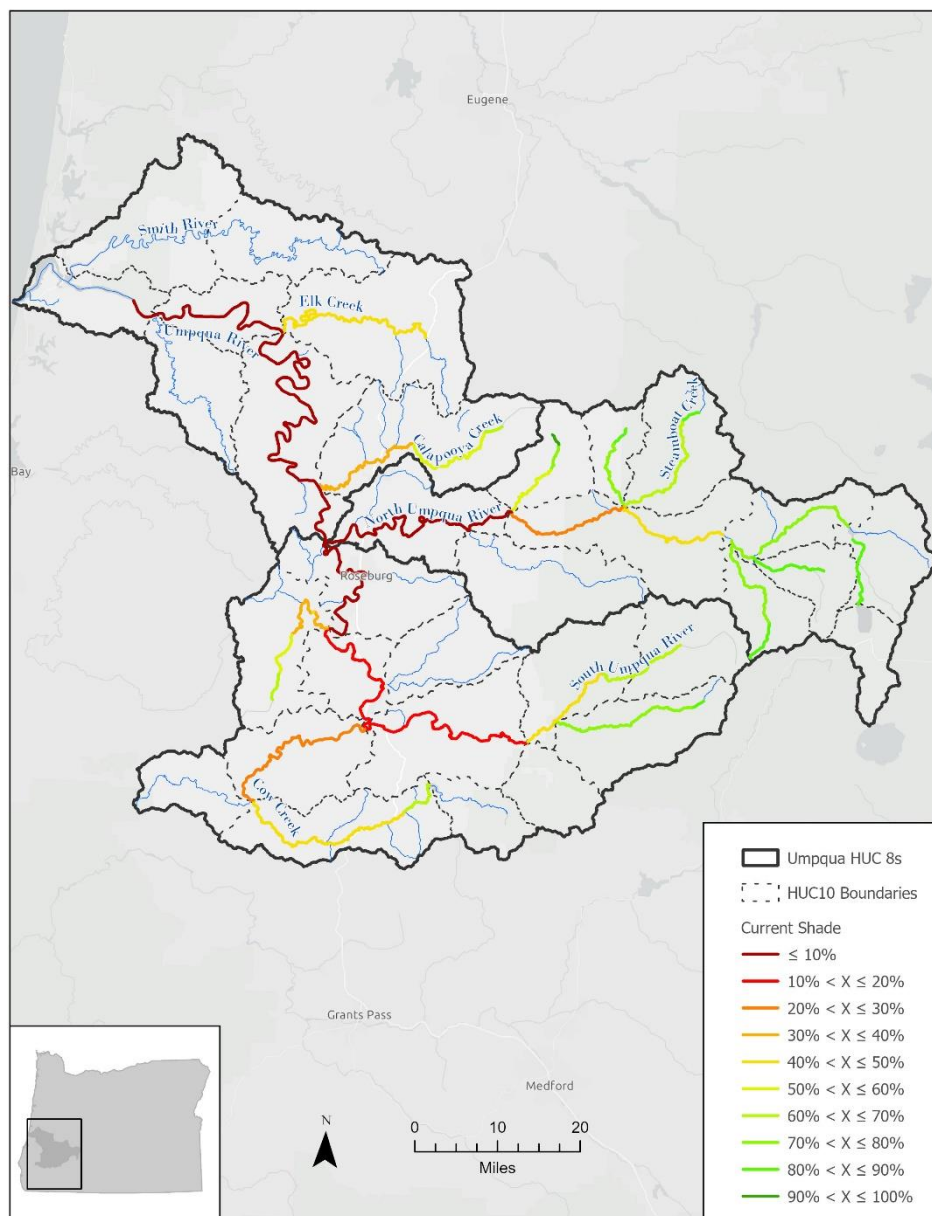 Eugene
Smith River
Elk Creek
Umpqua River
Calapooya Creek
Steamboat Creek
Bay
North Umpqua River
Roseburg
South Umpqua River
Cow Creek
Grants Pass
Medford
Umpqua HUC 8s
HUC10 Boundaries
Current Shade
≤ 10%
10% < X ≤ 20%
20% < X ≤ 30%
30% < X ≤ 40%
40% < X ≤ 50%
50% < X ≤ 60%
60% < X ≤ 70%
70% < X ≤ 80%
80% < X ≤ 90%
90% < X ≤ 100%
N
0 10 20
Miles